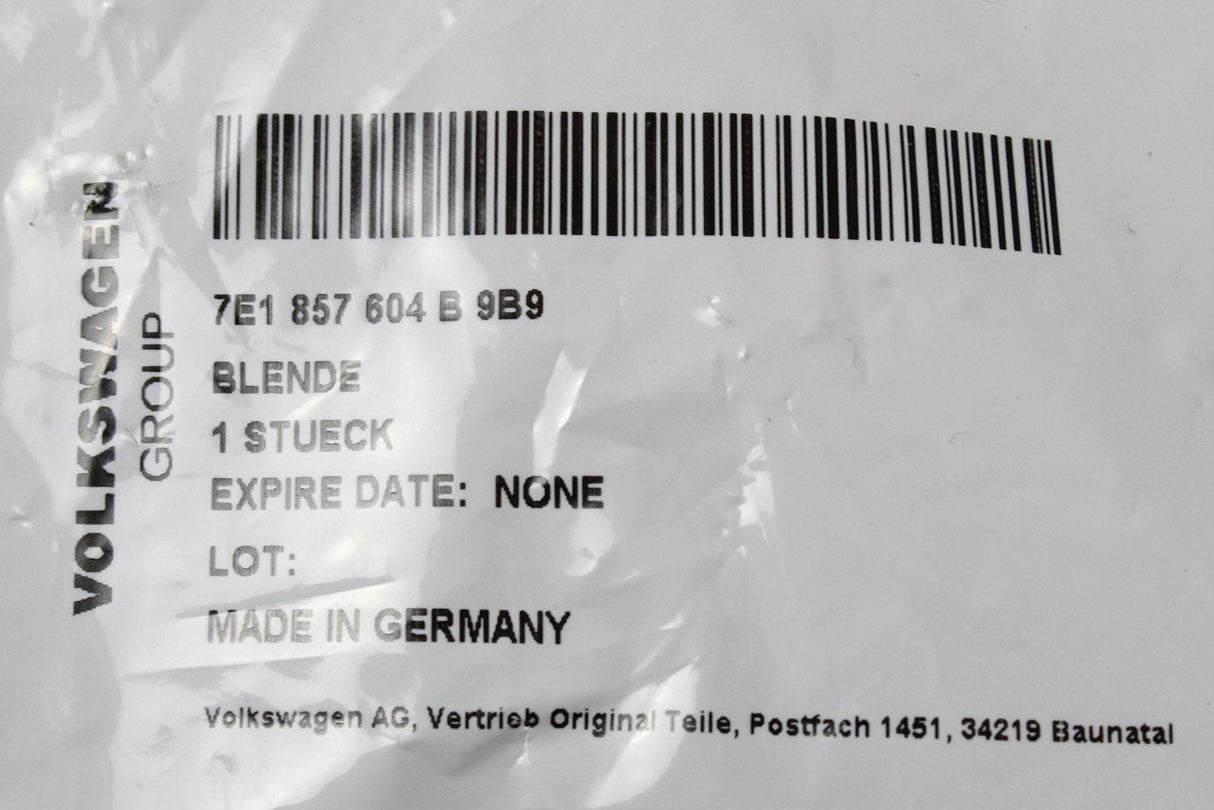 VOLKSWAGEN
GROUP
7E1 857 604 B 9B9
BLENDE
1 STUECK
EXPIRE DATE: NONE
LOT:
MADE IN GERMANY
Volkswagen AG, Vertrieb Original Teile, Postfach 1451, 34219 Baunatal